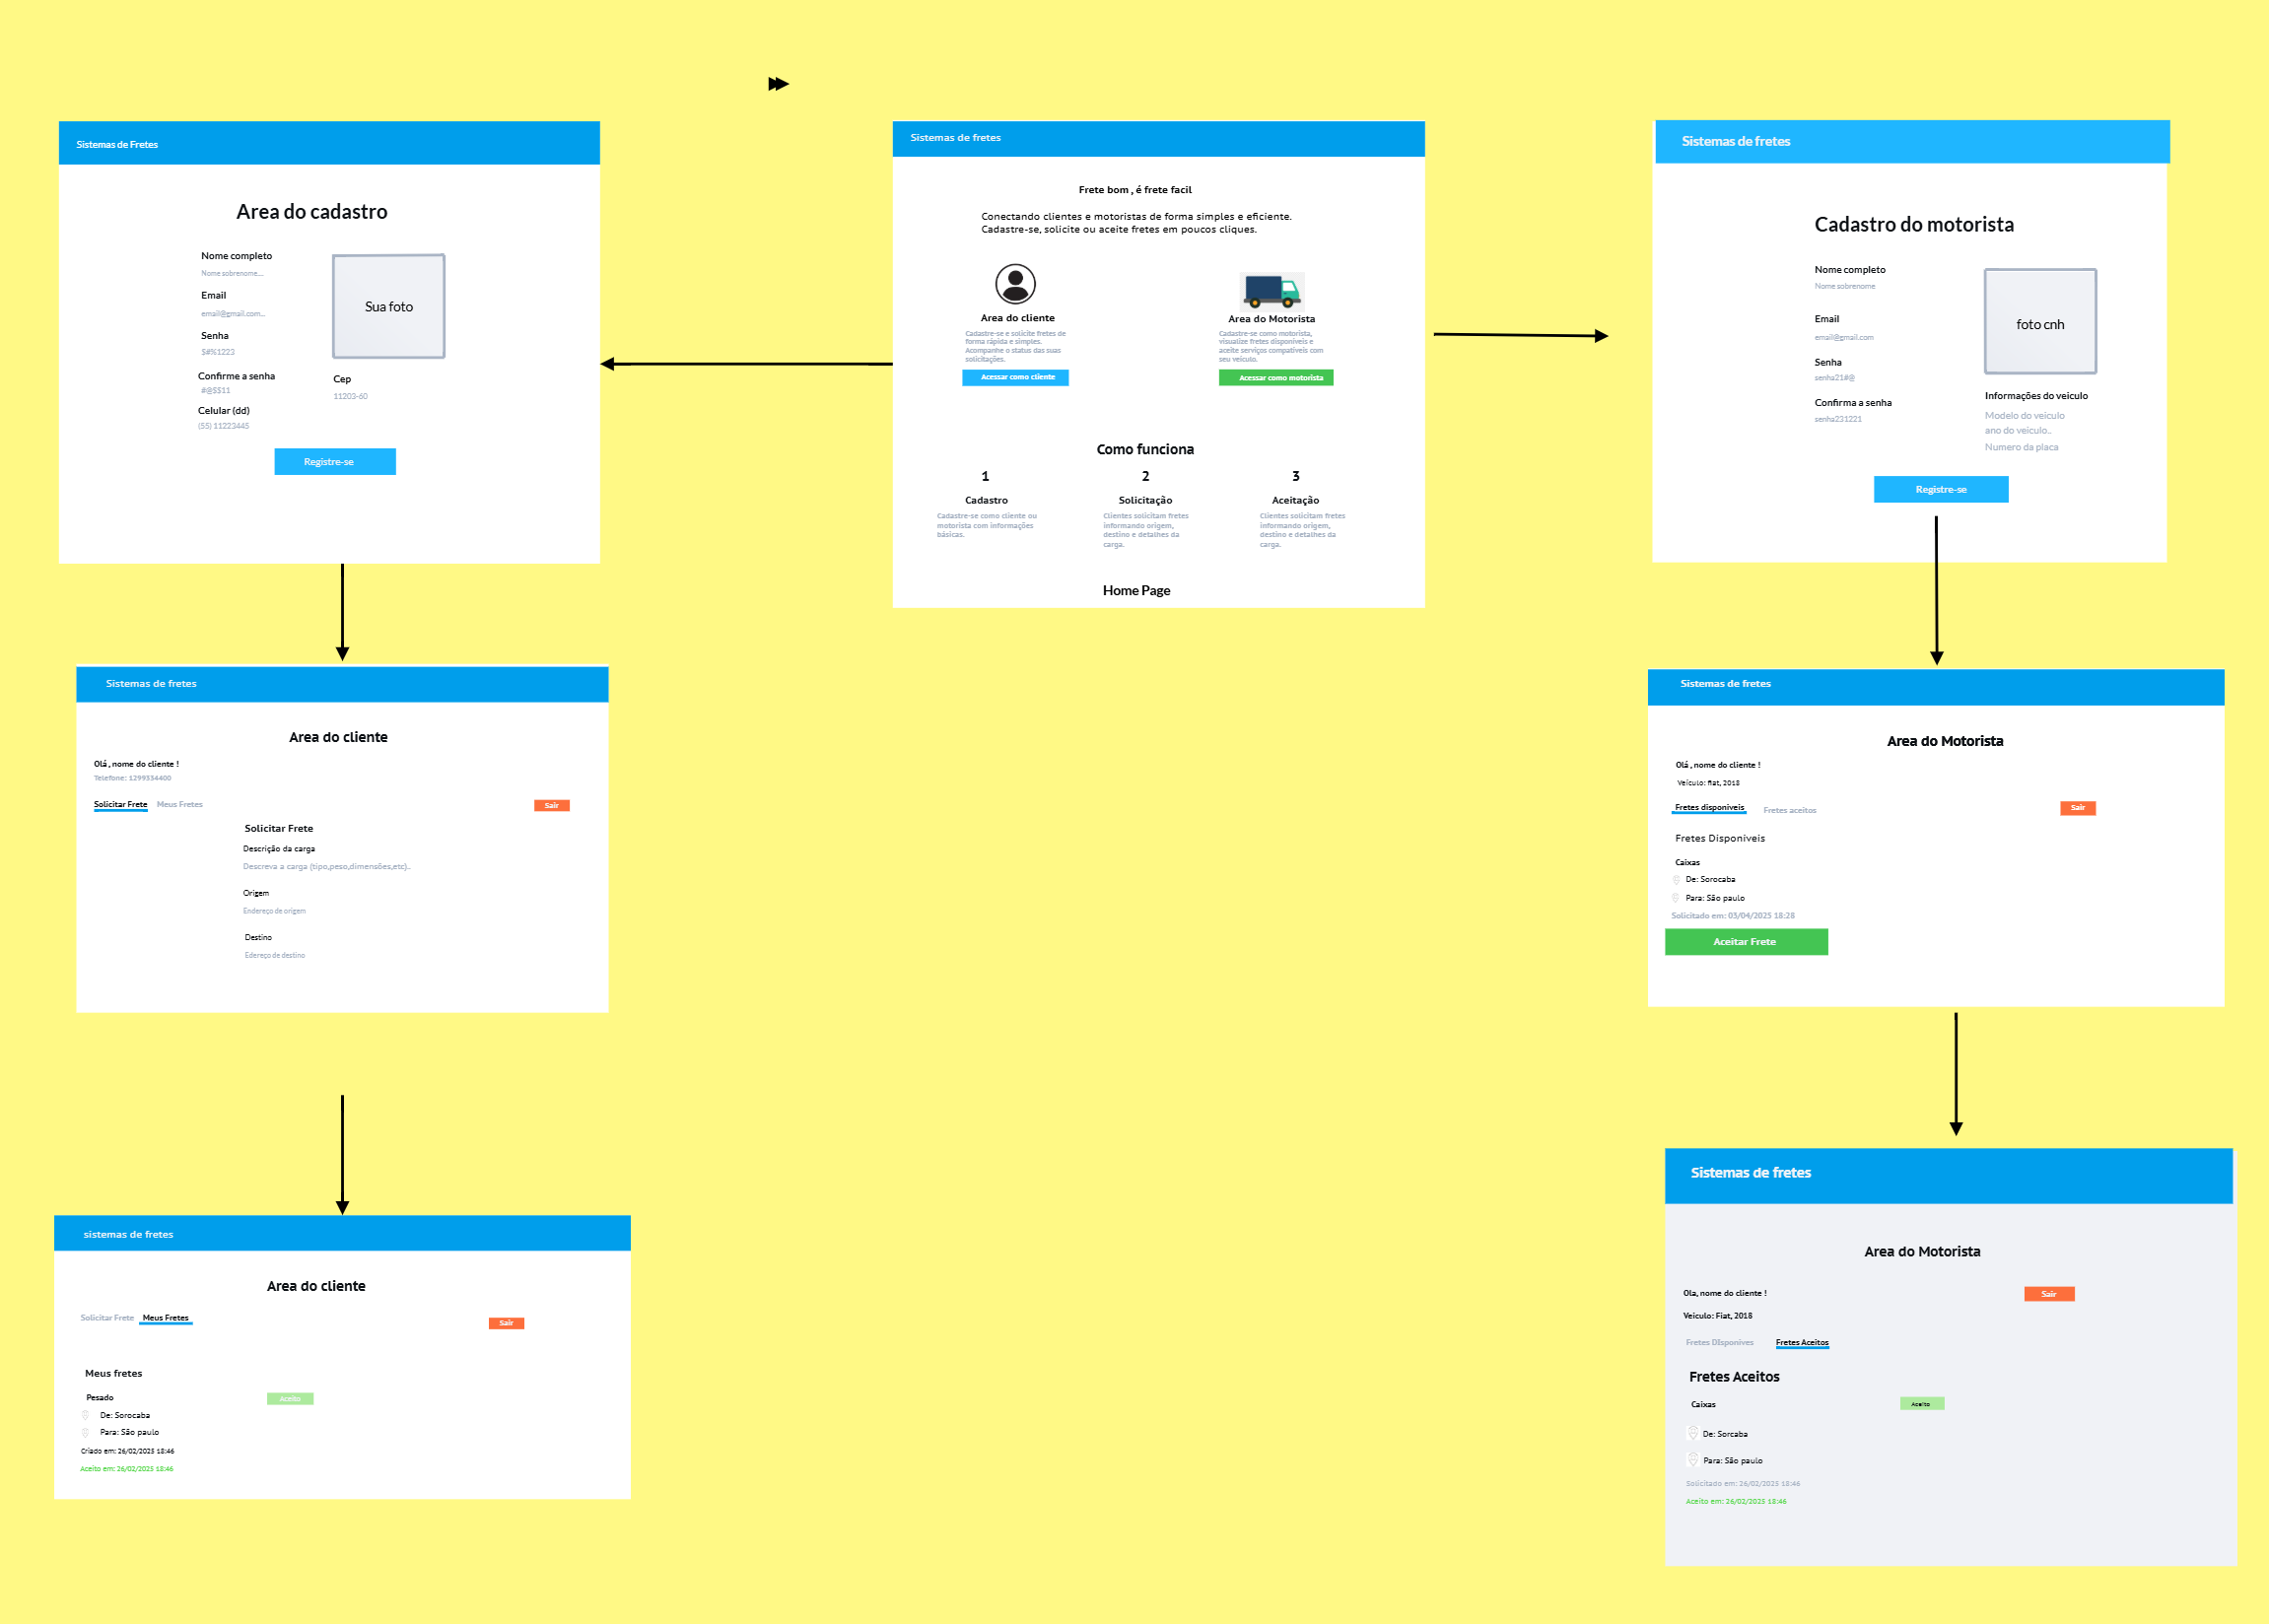 Sistemas de Fretes
Area do cadastro
Nome completo
Nome sobrenome....
Email
email@gmail.com...
Senha
$#%1223
Confirme a senha
#@$$11
Celular (dd)
(55) 11223445
Sua foto
Cep
11203-60
Registre-se
Sistemas de fretes
Frete bom , é frete facil
Conectando clientes e motoristas de forma simples e eficiente.
Cadastre-se, solicite ou aceite fretes em poucos cliques.
Area do cliente
Cadastre-se e solicite fretes de
forma rápida e simples.
Acompanhe o status das suas
solicitações.
Acessar como cliente
Area do Motorista
Cadastre-se como motorista,
visualize fretes disponíveis e
aceite serviços compatíveis com
seu veículo.
Acessar como motorista
Como funciona
1
Cadastro
Cadastre-se como cliente ou
motorista com informações
básicas.
2
Solicitação
Clientes solicitam fretes
informando origem,
destino e detalhes da
carga.
3
Aceitação
Clientes solicitam fretes
informando origem,
destino e detalhes da
carga.
Home Page
Sistemas de fretes
Cadastro do motorista
Nome completo
Nome sobrenome
Email
email@gmail.com
Senha
senha21#@
Confirma a senha
senha231221
foto cnh
Informações do veiculo
Modelo do veículo
ano do veículo..
Numero da placa
Registre-se
Sistemas de fretes
Area do cliente
Olá , nome do cliente !
Telefone: 1299334400
Solicitar Frete
Meus Fretes
Sair
Solicitar Frete
Descrição da carga
Descreva a carga (tipo,peso,dimensões,etc)..
Origem
Endereço de origem
Destino
Edereço de destino
Sistemas de fretes
Area do Motorista
Olá , nome do cliente !
Veículo: fiat, 2018
Fretes disponiveis
Fretes aceitos
Sair
Fretes Disponiveis
Caixas
De: Sorocaba
Para: São paulo
Solicitado em: 03/04/2025 18:28
Aceitar Frete
sistemas de fretes
Area do cliente
Solicitar Frete
Meus Fretes
Sair
Meus fretes
Pesado
Aceito
De: Sorocaba
Para: São paulo
Criado em: 26/02/2025 18:46
Aceito em: 26/02/2025 18:46
Sistemas de fretes
Area do Motorista
Ola, nome do cliente !
Sair
Veiculo: Fiat, 2018
Fretes DIsponives
Fretes Aceitos
Fretes Aceitos
Caixas
Aceito
De: Sorcaba
Para: São paulo
Solicitado em: 26/02/2025 18:46
Aceito em: 26/02/2025 18:46